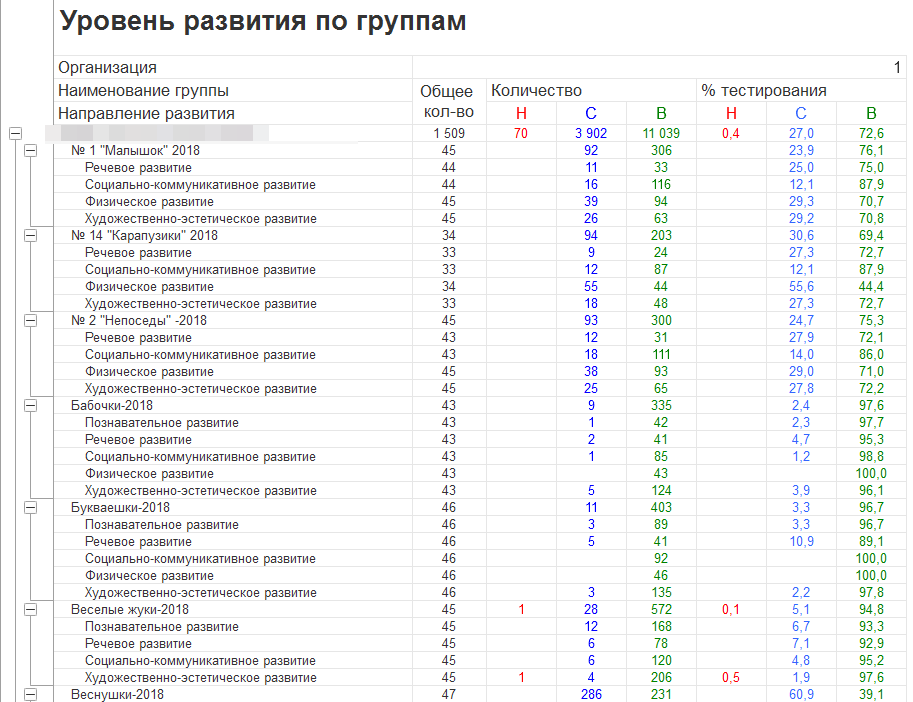 Уровень развития по группам
Организация 1
Наименование группы Общее кол-во Количество % тестирования
Направление развития Н С В Н С В
1 509 70 3 902 11 039 0,4 27,0 72,6
№ 1 "Малышок" 2018 45 92 306 23,9 76,1
Речевое развитие 44 11 33 25,0 75,0
Социально-коммуникативное развитие 44 16 116 12,1 87,9
Физическое развитие 45 39 94 29,3 70,7
Художественно-эстетическое развитие 45 26 63 29,2 70,8
№ 14 "Карапузики" 2018 34 94 203 30,6 69,4
Речевое развитие 33 9 24 27,3 72,7
Социально-коммуникативное развитие 33 12 87 12,1 87,9
Физическое развитие 34 55 44 55,6 44,4
Художественно-эстетическое развитие 33 18 48 27,3 72,7
№ 2 "Непоседы" -2018 45 93 300 24,7 75,3
Речевое развитие 43 12 31 27,9 72,1
Социально-коммуникативное развитие 43 18 111 14,0 86,0
Физическое развитие 45 38 93 29,0 71,0
Художественно-эстетическое развитие 45 25 65 27,8 72,2
Бабочки-2018 43 9 335 2,4 97,6
Познавательное развитие 43 1 42 2,3 97,7
Речевое развитие 43 2 41 4,7 95,3
Социально-коммуникативное развитие 43 1 85 1,2 98,8
Физическое развитие 43 43 100,0
Художественно-эстетическое развитие 43 5 124 3,9 96,1
Букваешки-2018 46 11 403 3,3 96,7
Познавательное развитие 46 3 89 3,3 96,7
Речевое развитие 46 5 41 10,9 89,1
Социально-коммуникативное развитие 46 92 100,0
Физическое развитие 46 46 100,0
Художественно-эстетическое развитие 46 3 135 2,2 97,8
Веселые жуки-2018 45 1 28 572 0,1 5,1 94,8
Познавательное развитие 45 12 168 6,7 93,3
Речевое развитие 45 6 78 7,1 92,9
Социально-коммуникативное развитие 45 6 120 4,8 95,2
Художественно-эстетическое развитие 45 1 4 206 0,5 1,9 97,6
Веснушки-2018 47 286 231 60,9 39,1